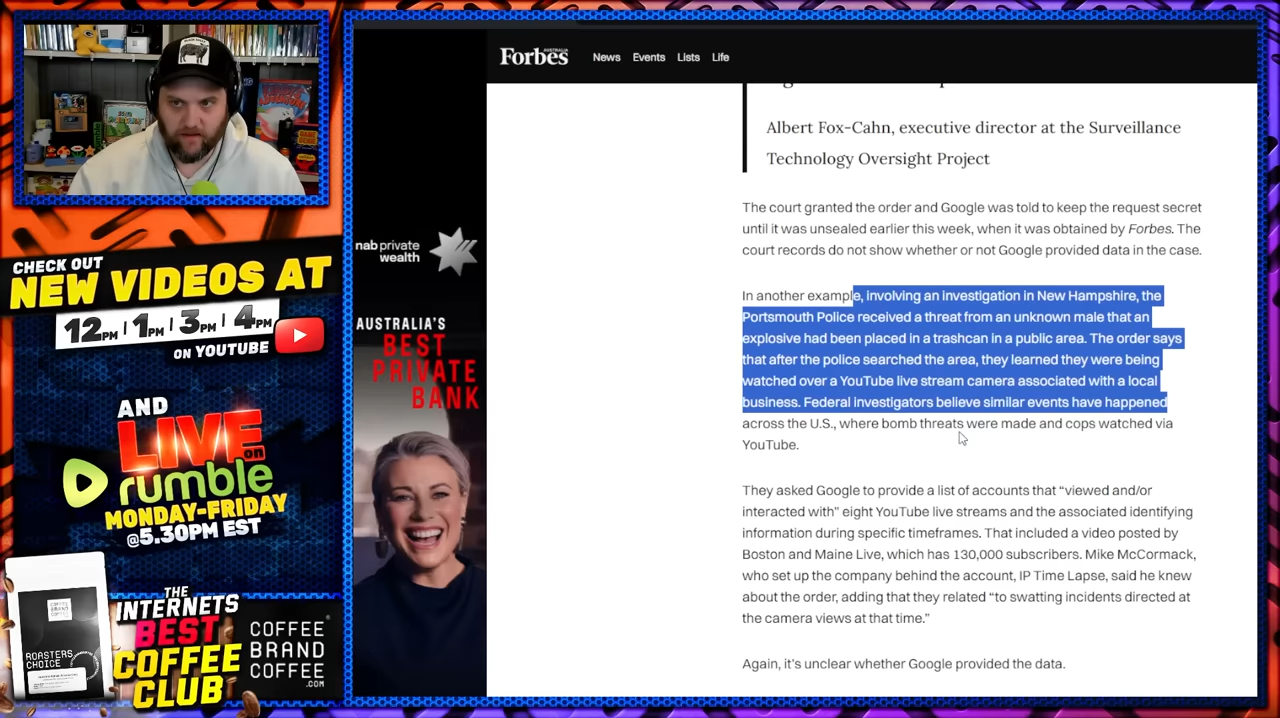 CHECK OUT
NEW VIDEOS AT
12PM | 1PM | 3PM | 4PM
ON YOUTUBE
AND
LIVE
on
rumble
MONDAY-FRIDAY
@5.30PM EST
ROASTERS
CHOICE
THE
INTERNETS
BEST
COFFEE
CLUB
COFFEE
BRAND
COFFEE
.COM
nab private
wealth
AUSTRALIA'S
BEST
PRIVATE
BANK
Forbes
AUSTRALIA
News Events Lists Life
Albert Fox-Cahn, executive director at the Surveillance
Technology Oversight Project
The court granted the order and Google was told to keep the request secret
until it was unsealed earlier this week, when it was obtained by Forbes. The
court records do not show whether or not Google provided data in the case.
In another example, involving an investigation in New Hampshire, the
Portsmouth Police received a threat from an unknown male that an
explosive had been placed in a trashcan in a public area. The order says
that after the police searched the area, they learned they were being
watched over a YouTube live stream camera associated with a local
business. Federal investigators believe similar events have happened
across the U.S., where bomb threats were made and cops watched via
YouTube.
They asked Google to provide a list of accounts that “viewed and/or
interacted with” eight YouTube live streams and the associated identifying
information during specific timeframes. That included a video posted by
Boston and Maine Live, which has 130,000 subscribers. Mike McCormack,
who set up the company behind the account, IP Time Lapse, said he knew
about the order, adding that they related “to swatting incidents directed at
the camera views at that time.”
Again, it’s unclear whether Google provided the data.